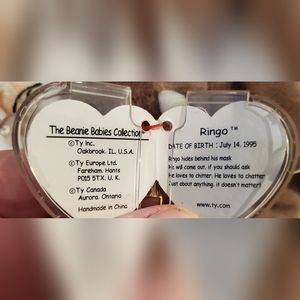 The Beanie Babies Collection
©Ty Inc.
Oakbrook. IL. U.S.A.
©Ty Europe Ltd.
Fareham. Hants
PO15 5TX. U. K.
©Ty Canada
Aurora. Ontario
Handmade in China
Ringo ™
DATE OF BIRTH : July 14, 1995
Ringo hides behind his mask
He will come out, if you should ask
He loves to chitter. He loves to chatter
Just about anything, it doesn't matter!
www.ty.com